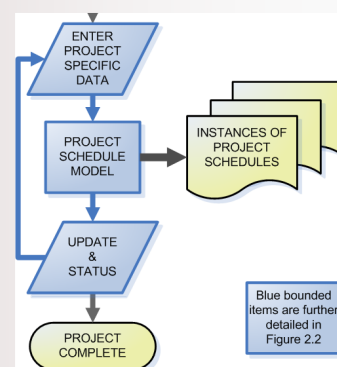 ENTER
PROJECT
SPECIFIC
DATA
PROJECT
SCHEDULE
MODEL
INSTANCES OF
PROJECT
SCHEDULES
UPDATE
&
STATUS
Blue bounded
items are further
detailed in
Figure 2.2
PROJECT
COMPLETE